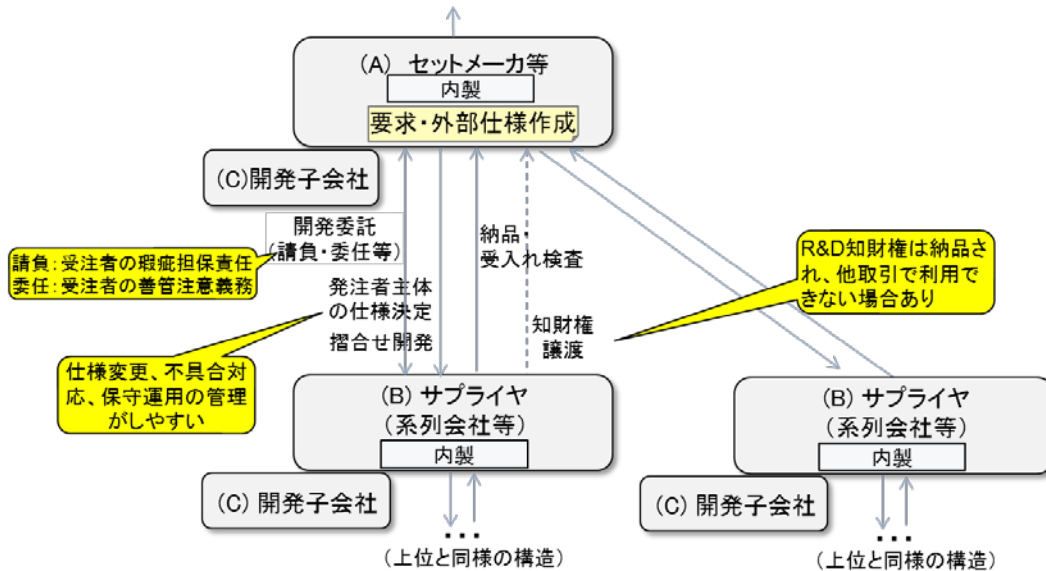 (A) セットメーカ等
内製
要求・外部仕様作成
(C)開発子会社
開発委託
(請負・委任等)
請負:受注者の瑕疵担保責任
委任:受注者の善管注意義務
発注者主体
の仕様決定
摺合せ開発
仕様変更、不具合対
応、保守運用の管理
がしやすい
納品・
受入れ検査
知財権
譲渡
R&D知財権は納品さ
れ、他取引で利用で
きない場合あり
(B) サプライヤ
(系列会社等)
内製
(C) 開発子会社
・・・
(上位と同様の構造)
(B) サプライヤ
(系列会社等)
内製
(C) 開発子会社
・・・
(上位と同様の構造)